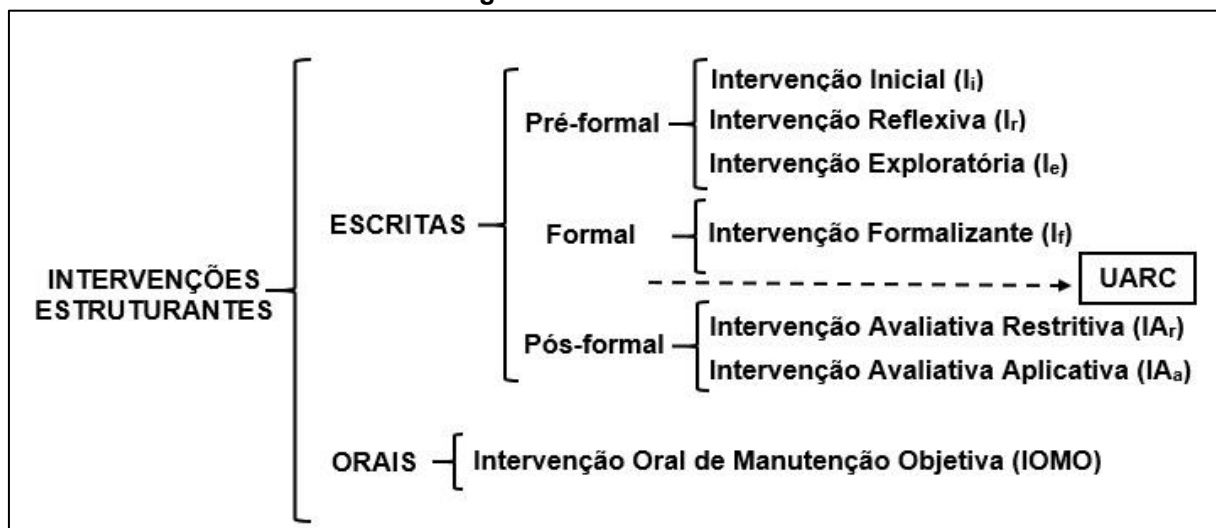 Pré-formal
Intervenção Inicial (Iᵢ)
Intervenção Reflexiva (Iᵣ)
Intervenção Exploratória (Iₑ)
ESCRITAS
Formal
Intervenção Formalizante (I_f)
INTERVENÇÕES
ESTRUTURANTES
UARC
Pós-formal
Intervenção Avaliativa Restritiva (IAᵣ)
Intervenção Avaliativa Aplicativa (IAₐ)
ORAIS
Intervenção Oral de Manutenção Objetiva (IOMO)